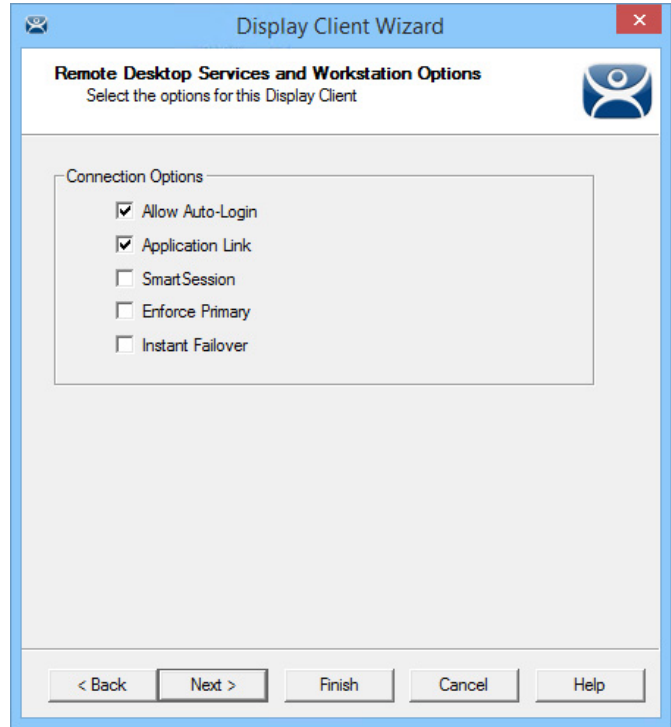 Display Client Wizard
Remote Desktop Services and Workstation Options
Select the options for this Display Client
Connection Options
Allow Auto-Login
Application Link
SmartSession
Enforce Primary
Instant Failover
< Back Next > Finish Cancel Help